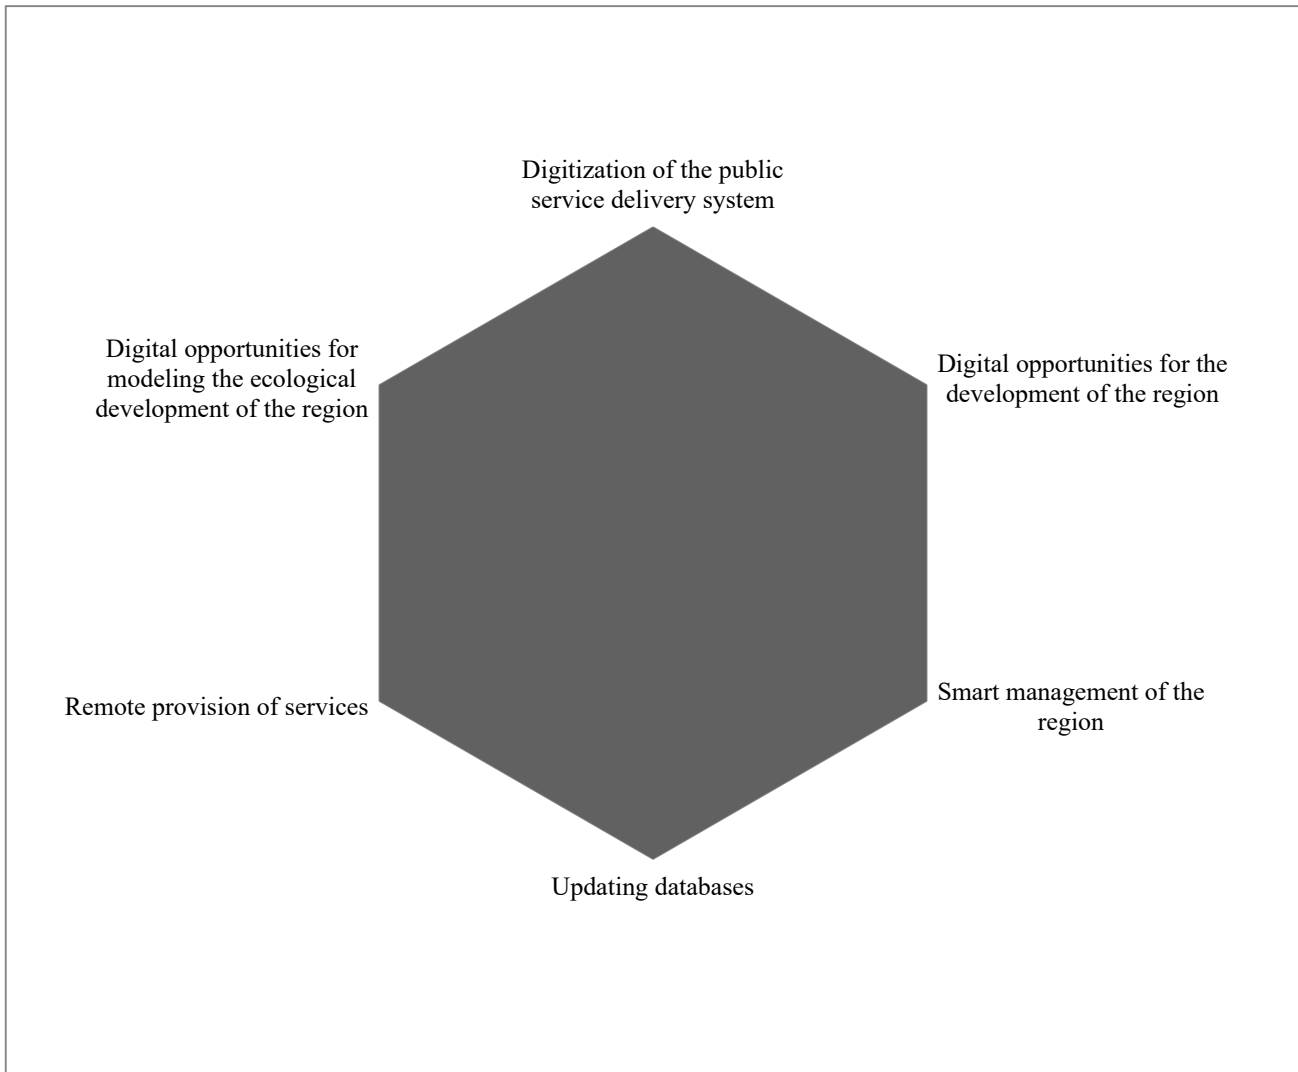 Digitization of the public
service delivery system
Digital opportunities for
modeling the ecological
development of the region
Digital opportunities for the
development of the region
Remote provision of services
Smart management of the
region
Updating databases